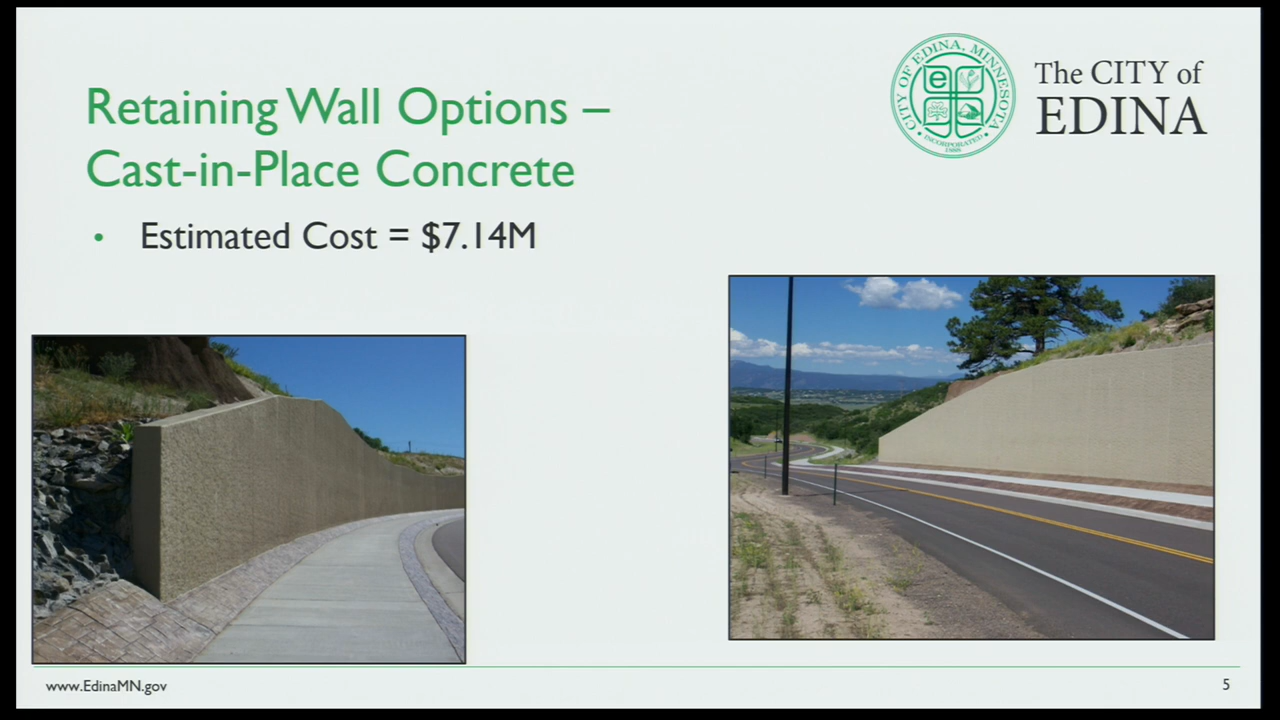 Retaining Wall Options –
Cast-in-Place Concrete
• Estimated Cost = $7.14M
CITY OF EDINA, MINNESOTA
e
INCORPORATED
1888
The CITY of
EDINA
www.EdinaMN.gov
5